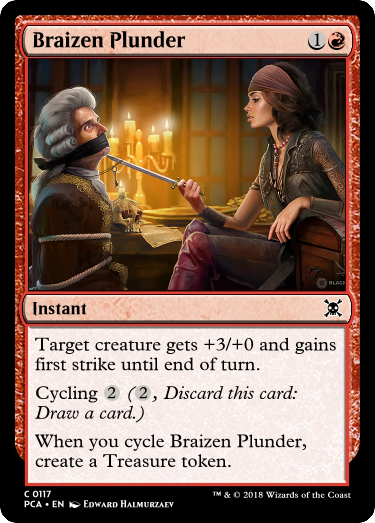 Braizen Plunder 1
BLACK
Instant
Target creature gets +3/+0 and gains
first strike until end of turn.
Cycling 2 (2, Discard this card:
Draw a card.)
When you cycle Braizen Plunder,
create a Treasure token.
C 0117
PCA • EN Edward Halmurzaev
™ & © 2018 Wizards of the Coast